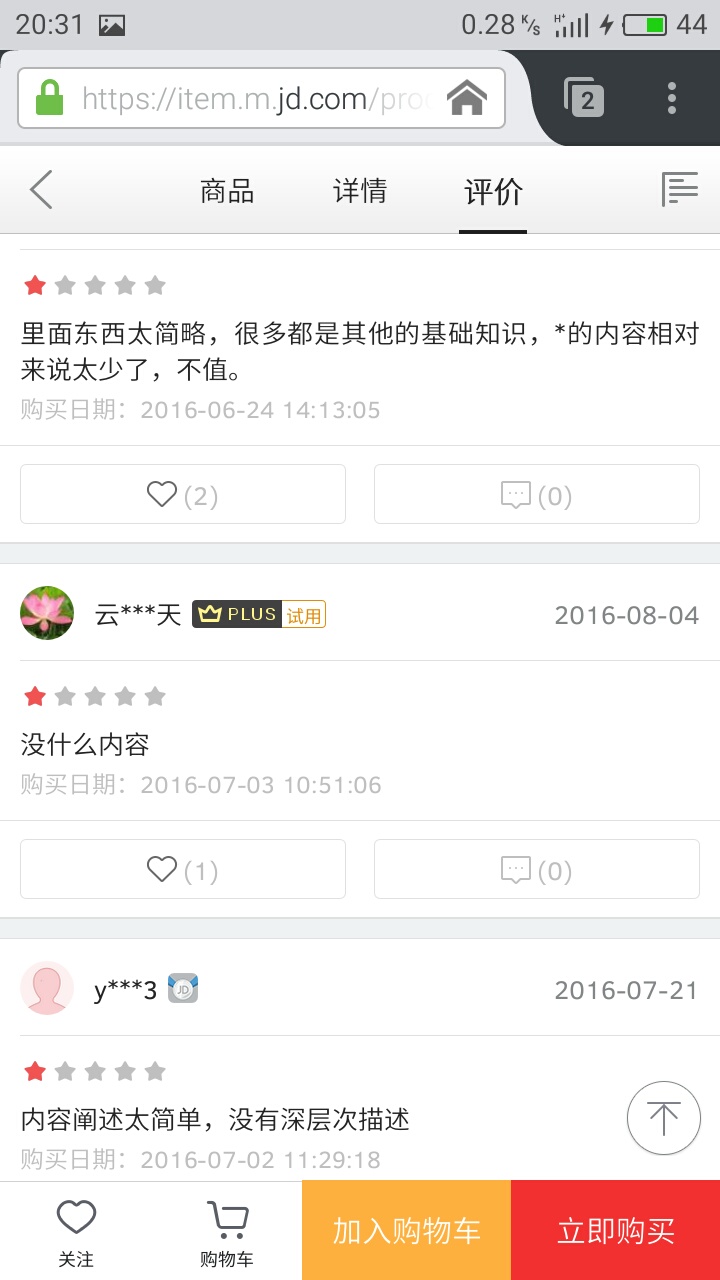 20:31 0.28 K/s H+ 44
https://item.m.jd.com/pro
2
商品 详情 评价
里面东西太简略，很多都是其他的基础知识，*的内容相对
来说太少了，不值。
购买日期：2016-06-24 14:13:05
(2) (0)
云***天 PLUS 试用 2016-08-04
没什么内容
购买日期：2016-07-03 10:51:06
(1) (0)
y***3 JD 2016-07-21
内容阐述太简单，没有深层次描述
购买日期：2016-07-02 11:29:18
关注 购物车 加入购物车 立即购买